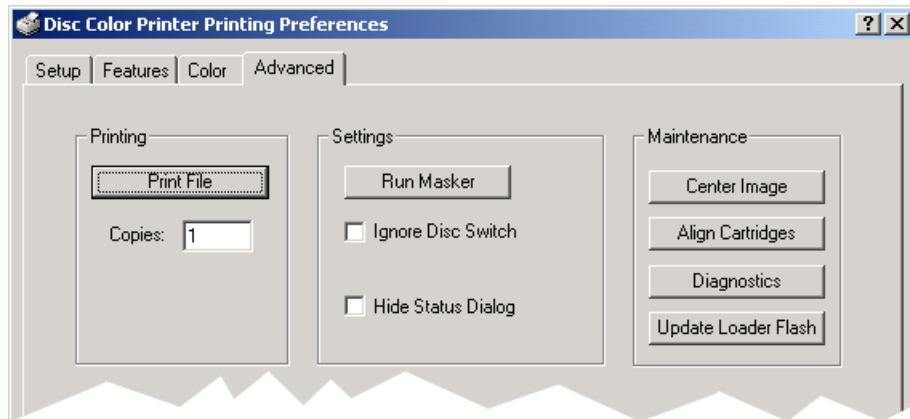 Disc Color Printer Printing Preferences
Setup Features Color Advanced
Printing
Print File
Copies: 1
Settings
Run Masker
Ignore Disc Switch
Hide Status Dialog
Maintenance
Center Image
Align Cartridges
Diagnostics
Update Loader Flash